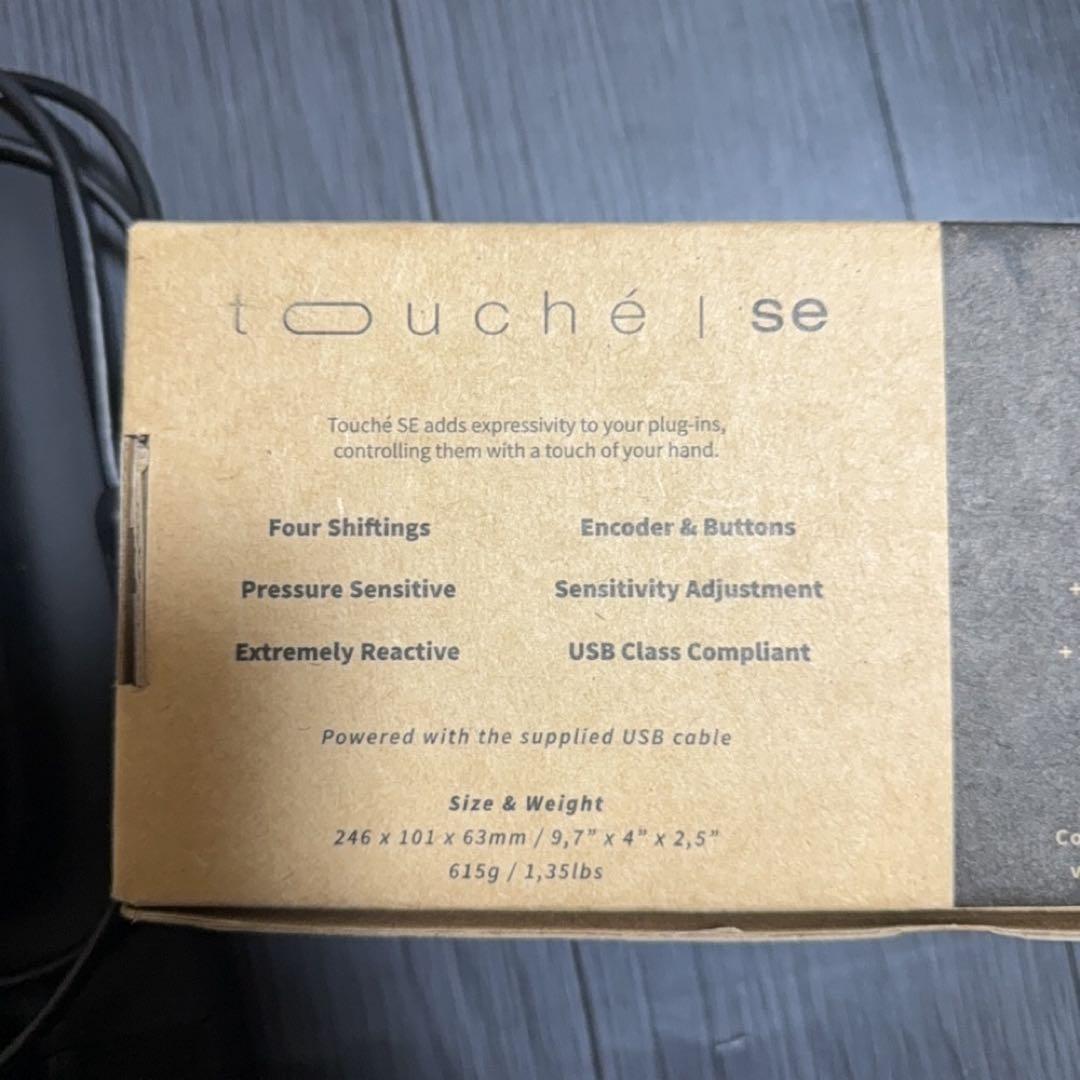 touché | se
Touché SE adds expressivity to your plug-ins,
controlling them with a touch of your hand.
Four Shiftings
Encoder & Buttons
Pressure Sensitive
Sensitivity Adjustment
Extremely Reactive
USB Class Compliant
Powered with the supplied USB cable
Size & Weight
246 x 101 x 63mm / 9,7” x 4” x 2,5”
615g / 1,35lbs
+
+